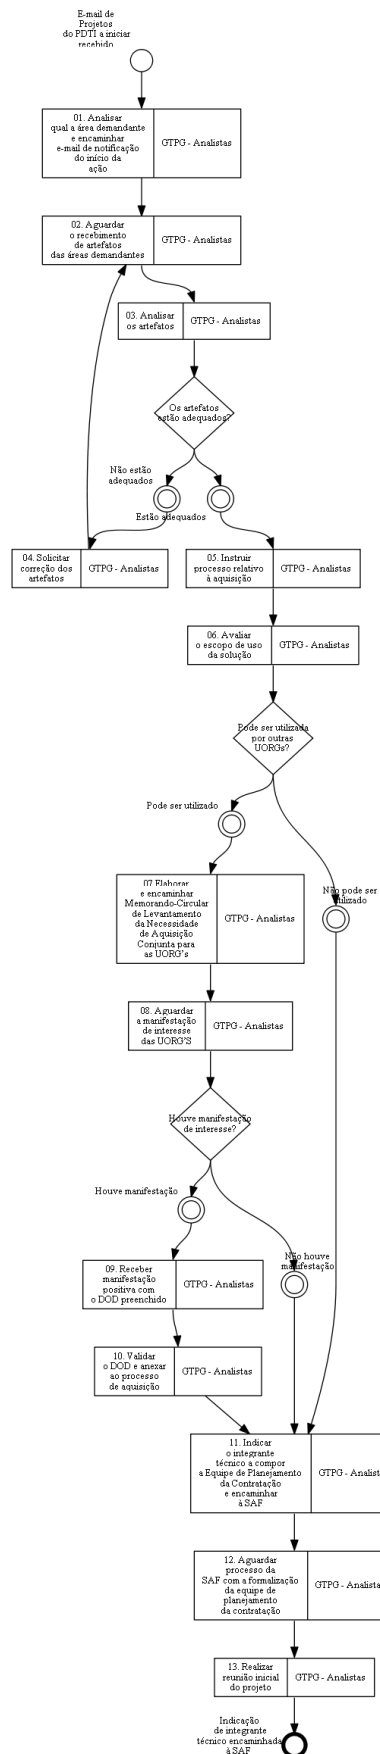 E-mail de
Projetos
do PDTI a iniciar
recebido
01. Analisar
qual a área demandante
e encaminhar
e-mail de notificação
do início da
ação
GTPG - Analistas
02. Aguardar
o recebimento
de artefatos
das áreas demandantes
GTPG - Analistas
03. Analisar
os artefatos
GTPG - Analistas
Os artefatos
estão adequados?
Não estão
adequados
Estão adequados
04. Solicitar
correção dos
artefatos
GTPG - Analistas
05. Instruir
processo relativo
à aquisição
GTPG - Analistas
06. Avaliar
o escopo de uso
da solução
GTPG - Analistas
Pode ser utilizada
por outras
UORGs?
Pode ser utilizado
Não pode ser
utilizado
07. Elaborar
e encaminhar
Memorando-Circular
de Levantamento
da Necessidade
de Aquisição
Conjunta para
as UORG's
GTPG - Analistas
08. Aguardar
a manifestação
de interesse
das UORG'S
GTPG - Analistas
Houve manifestação
de interesse?
Houve manifestação
Não houve
manifestação
09. Receber
manifestação
positiva com
o DOD preenchido
GTPG - Analistas
10. Validar
o DOD e anexar
ao processo
de aquisição
GTPG - Analistas
11. Indicar
o integrante
técnico a compor
a Equipe de Planejamento
da Contratação
e encaminhar
à SAF
GTPG - Analist
12. Aguardar
processo da
SAF com a formalização
da equipe de
planejamento
da contratação
GTPG - Analista
13. Realizar
reunião inicial
do projeto
GTPG - Analistas
Indicação
de integrante
técnico encaminhada
à SAF